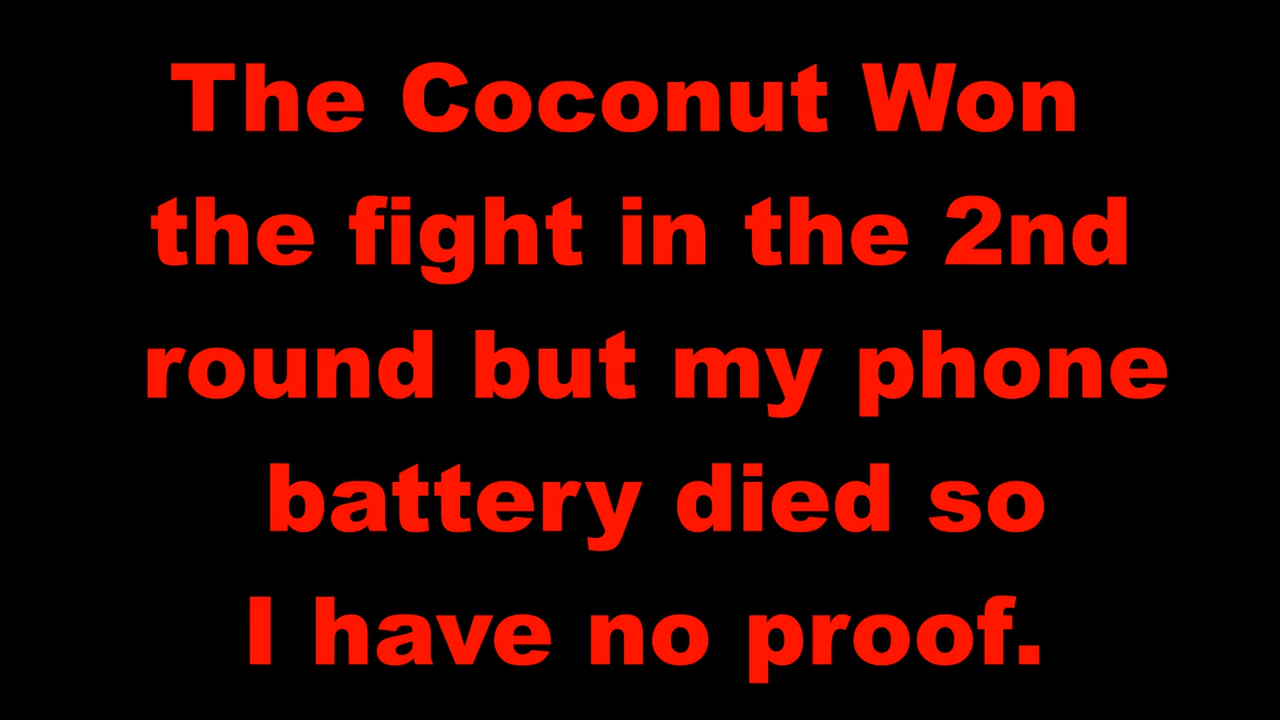 The Coconut Won
the fight in the 2nd
round but my phone
battery died so
I have no proof.